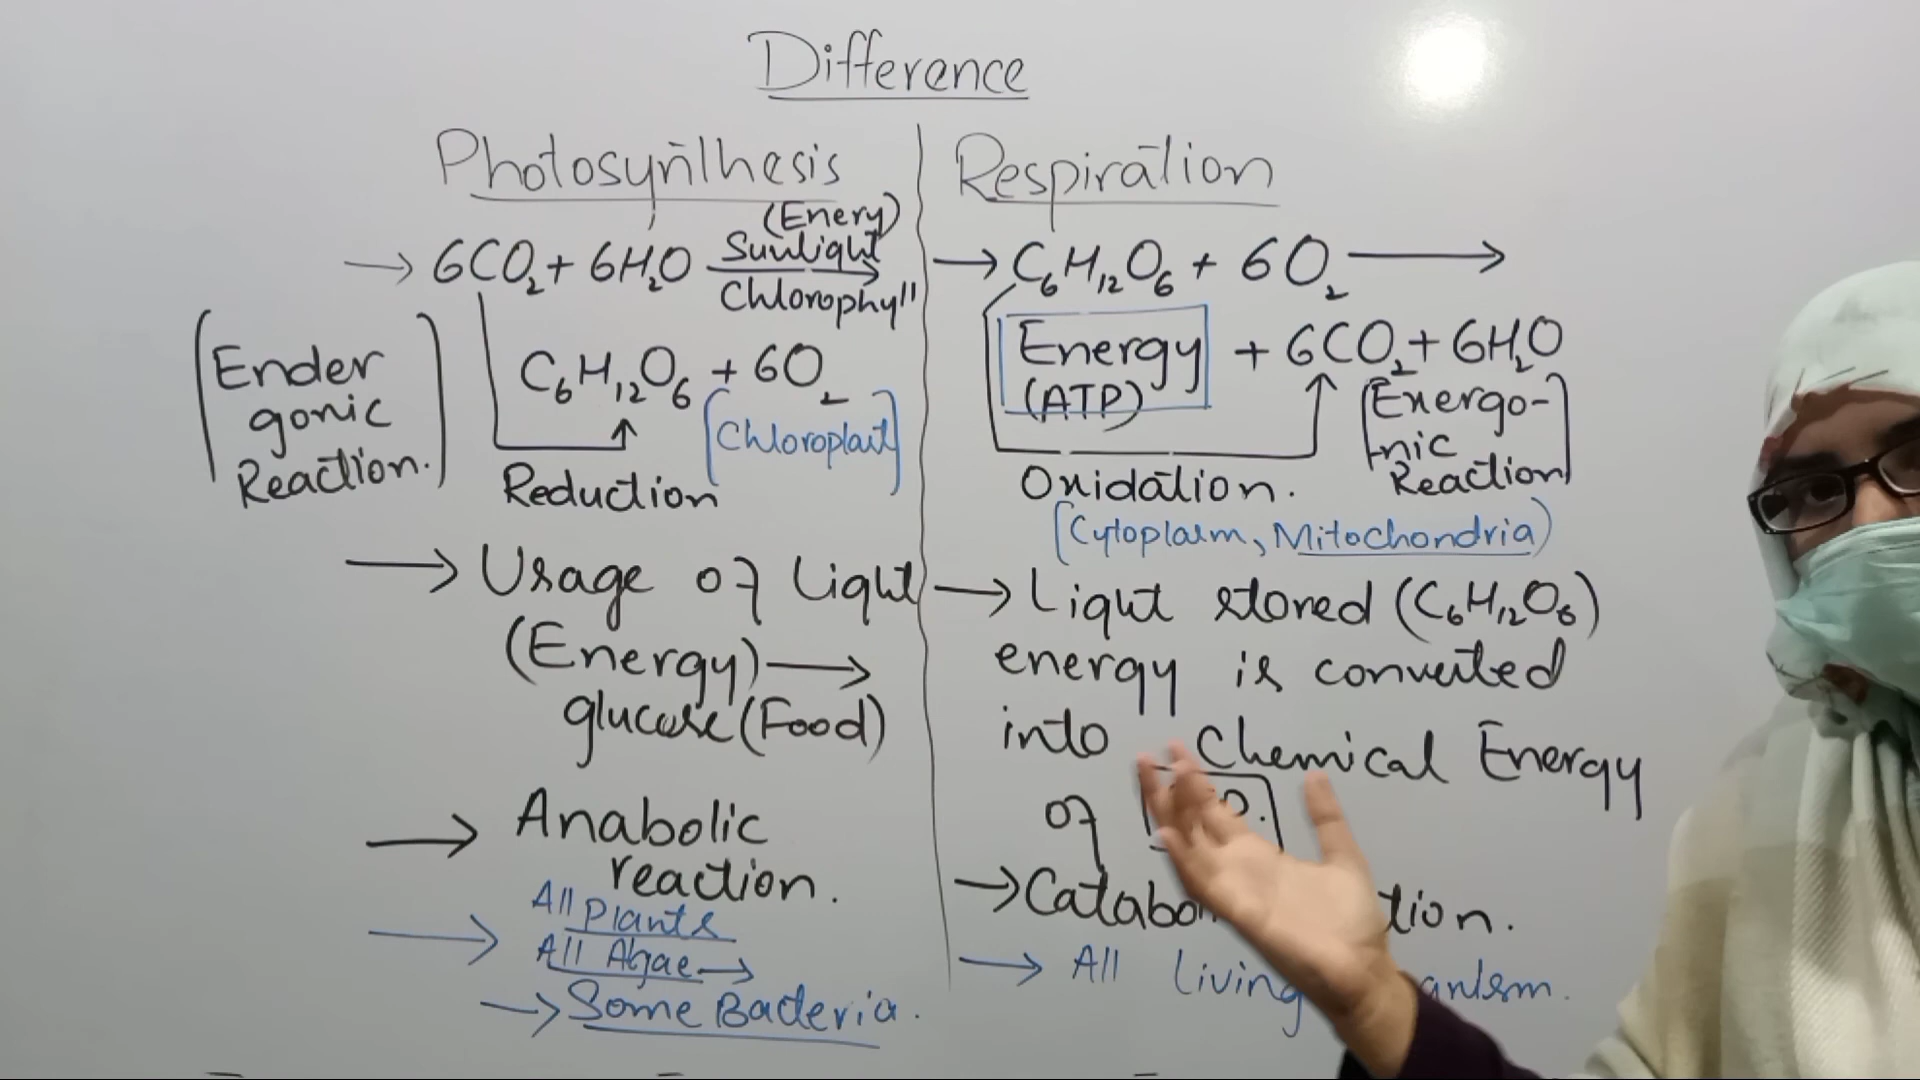 Difference
Photosynthesis
(Enery)
→ 6CO₂ + 6H₂O Sunlight
Chlorophyll
C₆H₁₂O₆ + 6O₂
(Ender
gonic
Reaction.)
[Chloroplast]
Reduction
→ Usage of Light
(Energy) →
glucose (Food)
→ Anabolic
reaction.
→ All Plants
All Algae →
→ Some Bacteria.
Respiration
→ C₆H₁₂O₆ + 6O₂ →
Energy + 6CO₂ + 6H₂O
(ATP)
[Exergo-
nic
Reaction]
Oxidation.
(Cytoplasm, Mitochondria)
→ Light stored (C₆H₁₂O₆)
energy is converted
into Chemical Energy
of
→
→ All Living